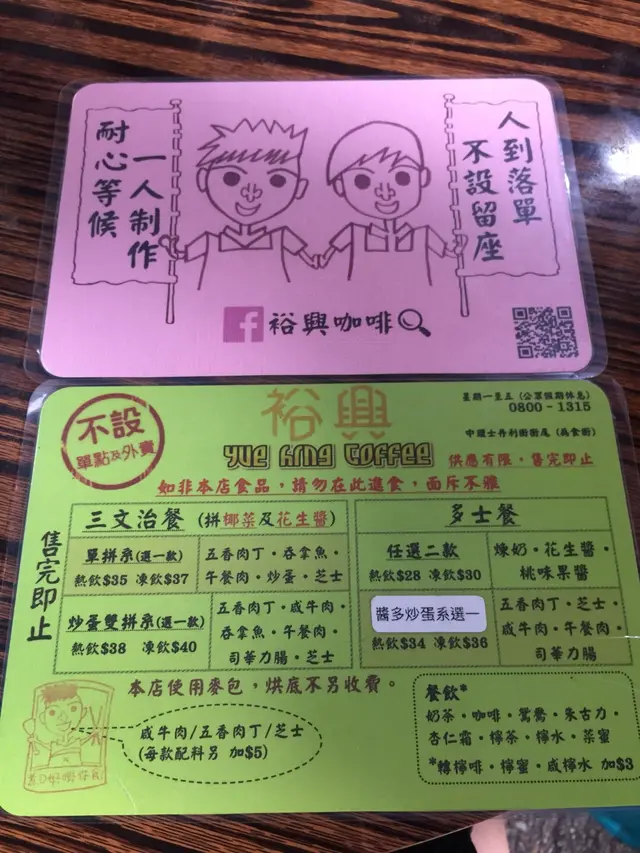 人到落單
不設留座
一人制作
耐心等候
f 裕興咖啡
裕興
YUE HING COFFEE
不設
單點及外賣
星期一至五 (公眾假期休息)
0800 - 1315
中環士丹利街街尾 (為食街)
供應有限，售完即止
如非本店食品，請勿在此進食，面斥不雅
售完即止
三文治餐 (拼椰菜及花生醬)
單拼系(選一款)
熱飲$35 凍飲$37
五香肉丁・吞拿魚・
午餐肉・炒蛋・芝士
炒蛋雙拼系(選一款)
熱飲$38 凍飲$40
五香肉丁・咸牛肉・
吞拿魚・午餐肉・
司華力腸・芝士
多士餐
任選二款
熱飲$28 凍飲$30
煉奶・花生醬・
桃味果醬
醬多炒蛋系選一
熱飲$34 凍飲$36
五香肉丁・芝士・
咸牛肉・午餐肉・
司華力腸
本店使用麥包，烘底不另收費。
咸牛肉/五香肉丁/芝士
(每款配料另 加$5)
餐飲*
奶茶・咖啡・鴛鴦・朱古力・
杏仁霜・檸茶・檸水・菜蜜
*轉檸啡・檸蜜・咸檸水 加$3